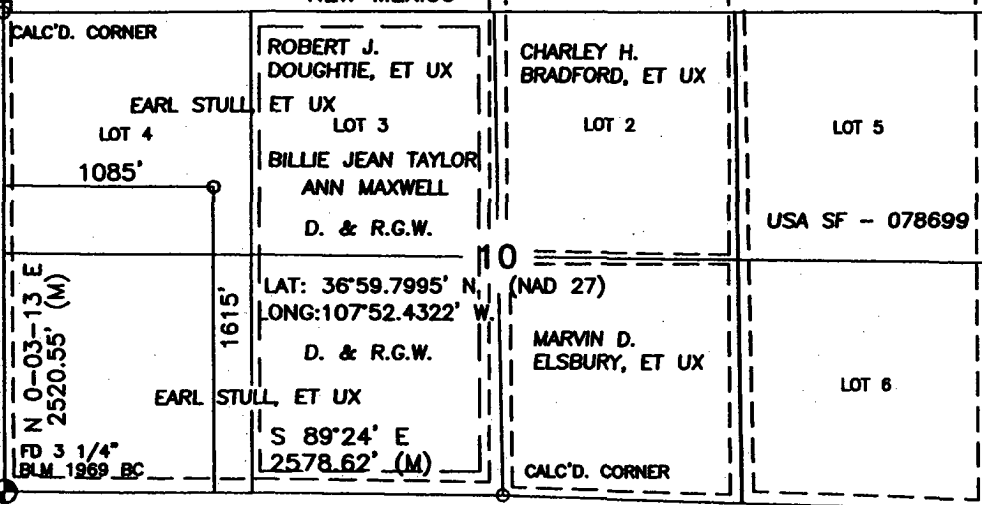 CALC'D. CORNER
ROBERT J.
DOUGHTIE, ET UX
CHARLEY H.
BRADFORD, ET UX
EARL STULL, ET UX
LOT 4
LOT 3
LOT 2
LOT 5
1085'
BILLIE JEAN TAYLOR
ANN MAXWELL
D. & R.G.W.
USA SF - 078699
10
LAT: 36°59.7995' N, (NAD 27)
LONG:107°52.4322' W.
N 0-03-13 E
2520.55' (M)
1615'
D. & R.G.W.
MARVIN D.
ELSBURY, ET UX
LOT 6
EARL STULL, ET UX
S 89°24' E
2578.62' (M)
FD 3 1/4"
BLM 1969 BC
CALC'D. CORNER